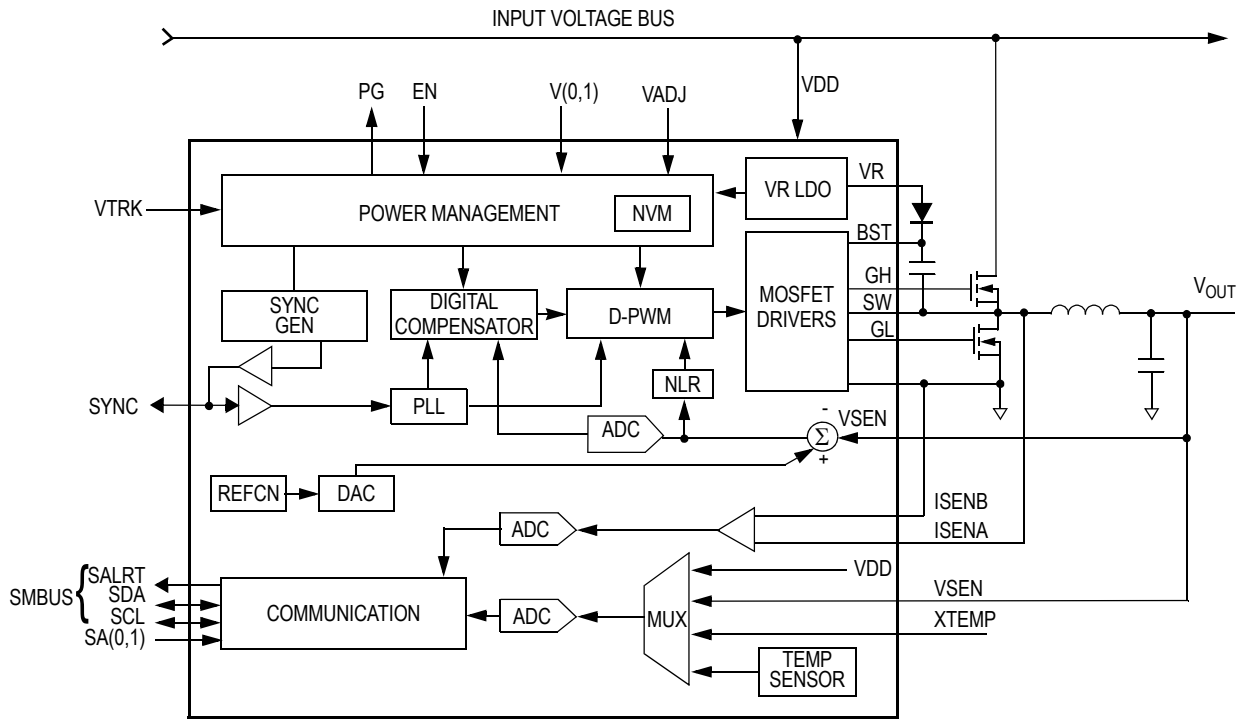 INPUT VOLTAGE BUS
VDD
PG
EN
V(0,1)
VADJ
VTRK
POWER MANAGEMENT
NVM
VR LDO
VR
BST
GH
SW
GL
MOSFET
DRIVERS
VOUT
SYNC
GEN
DIGITAL
COMPENSATOR
D-PWM
NLR
SYNC
PLL
ADC
-
Σ
+
VSEN
REFCN
DAC
ADC
ISENB
ISENA
SMBUS
{
SALRT
SDA
SCL
SA(0,1)
COMMUNICATION
ADC
MUX
VDD
VSEN
XTEMP
TEMP
SENSOR